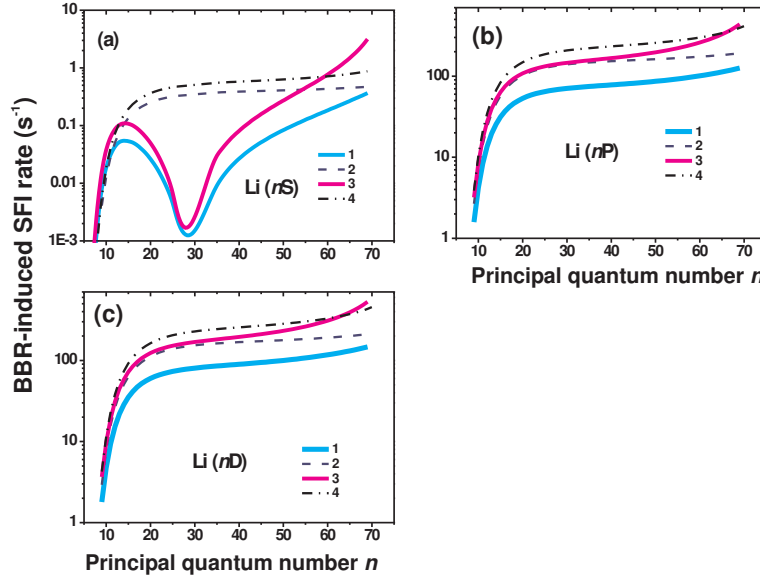 BBR-induced SFI rate (s⁻¹)
(a)
10
1
0.1
0.01
1E-3
Li (nS)
1
2
3
4
10 20 30 40 50 60 70
(b)
100
10
1
Li (nP)
1
2
3
4
10 20 30 40 50 60 70
Principal quantum number n
(c)
100
10
1
Li (nD)
1
2
3
4
10 20 30 40 50 60 70
Principal quantum number n